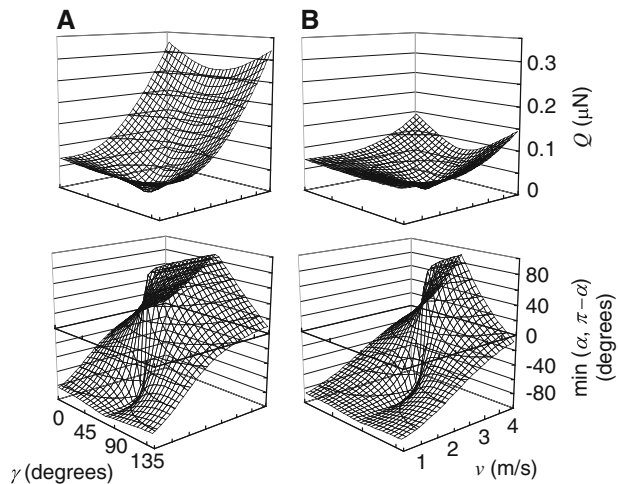 A
B
0.3
0.2
0.1
0
Q (μN)
80
40
0
-40
-80
min (α, π−α)
(degrees)
0
45
90
135
γ (degrees)
1
2
3
4
v (m/s)